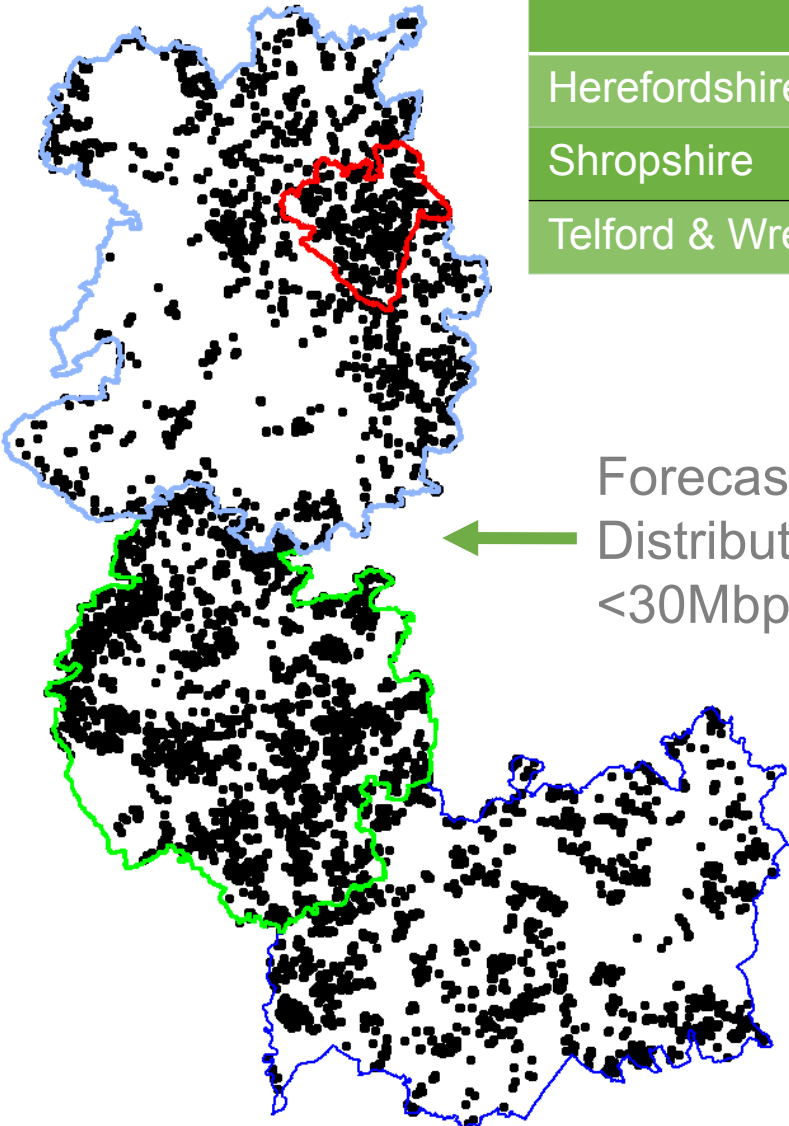 Herefordshire
Shropshire
Telford & Wre
Forecas
Distribut
<30Mbp